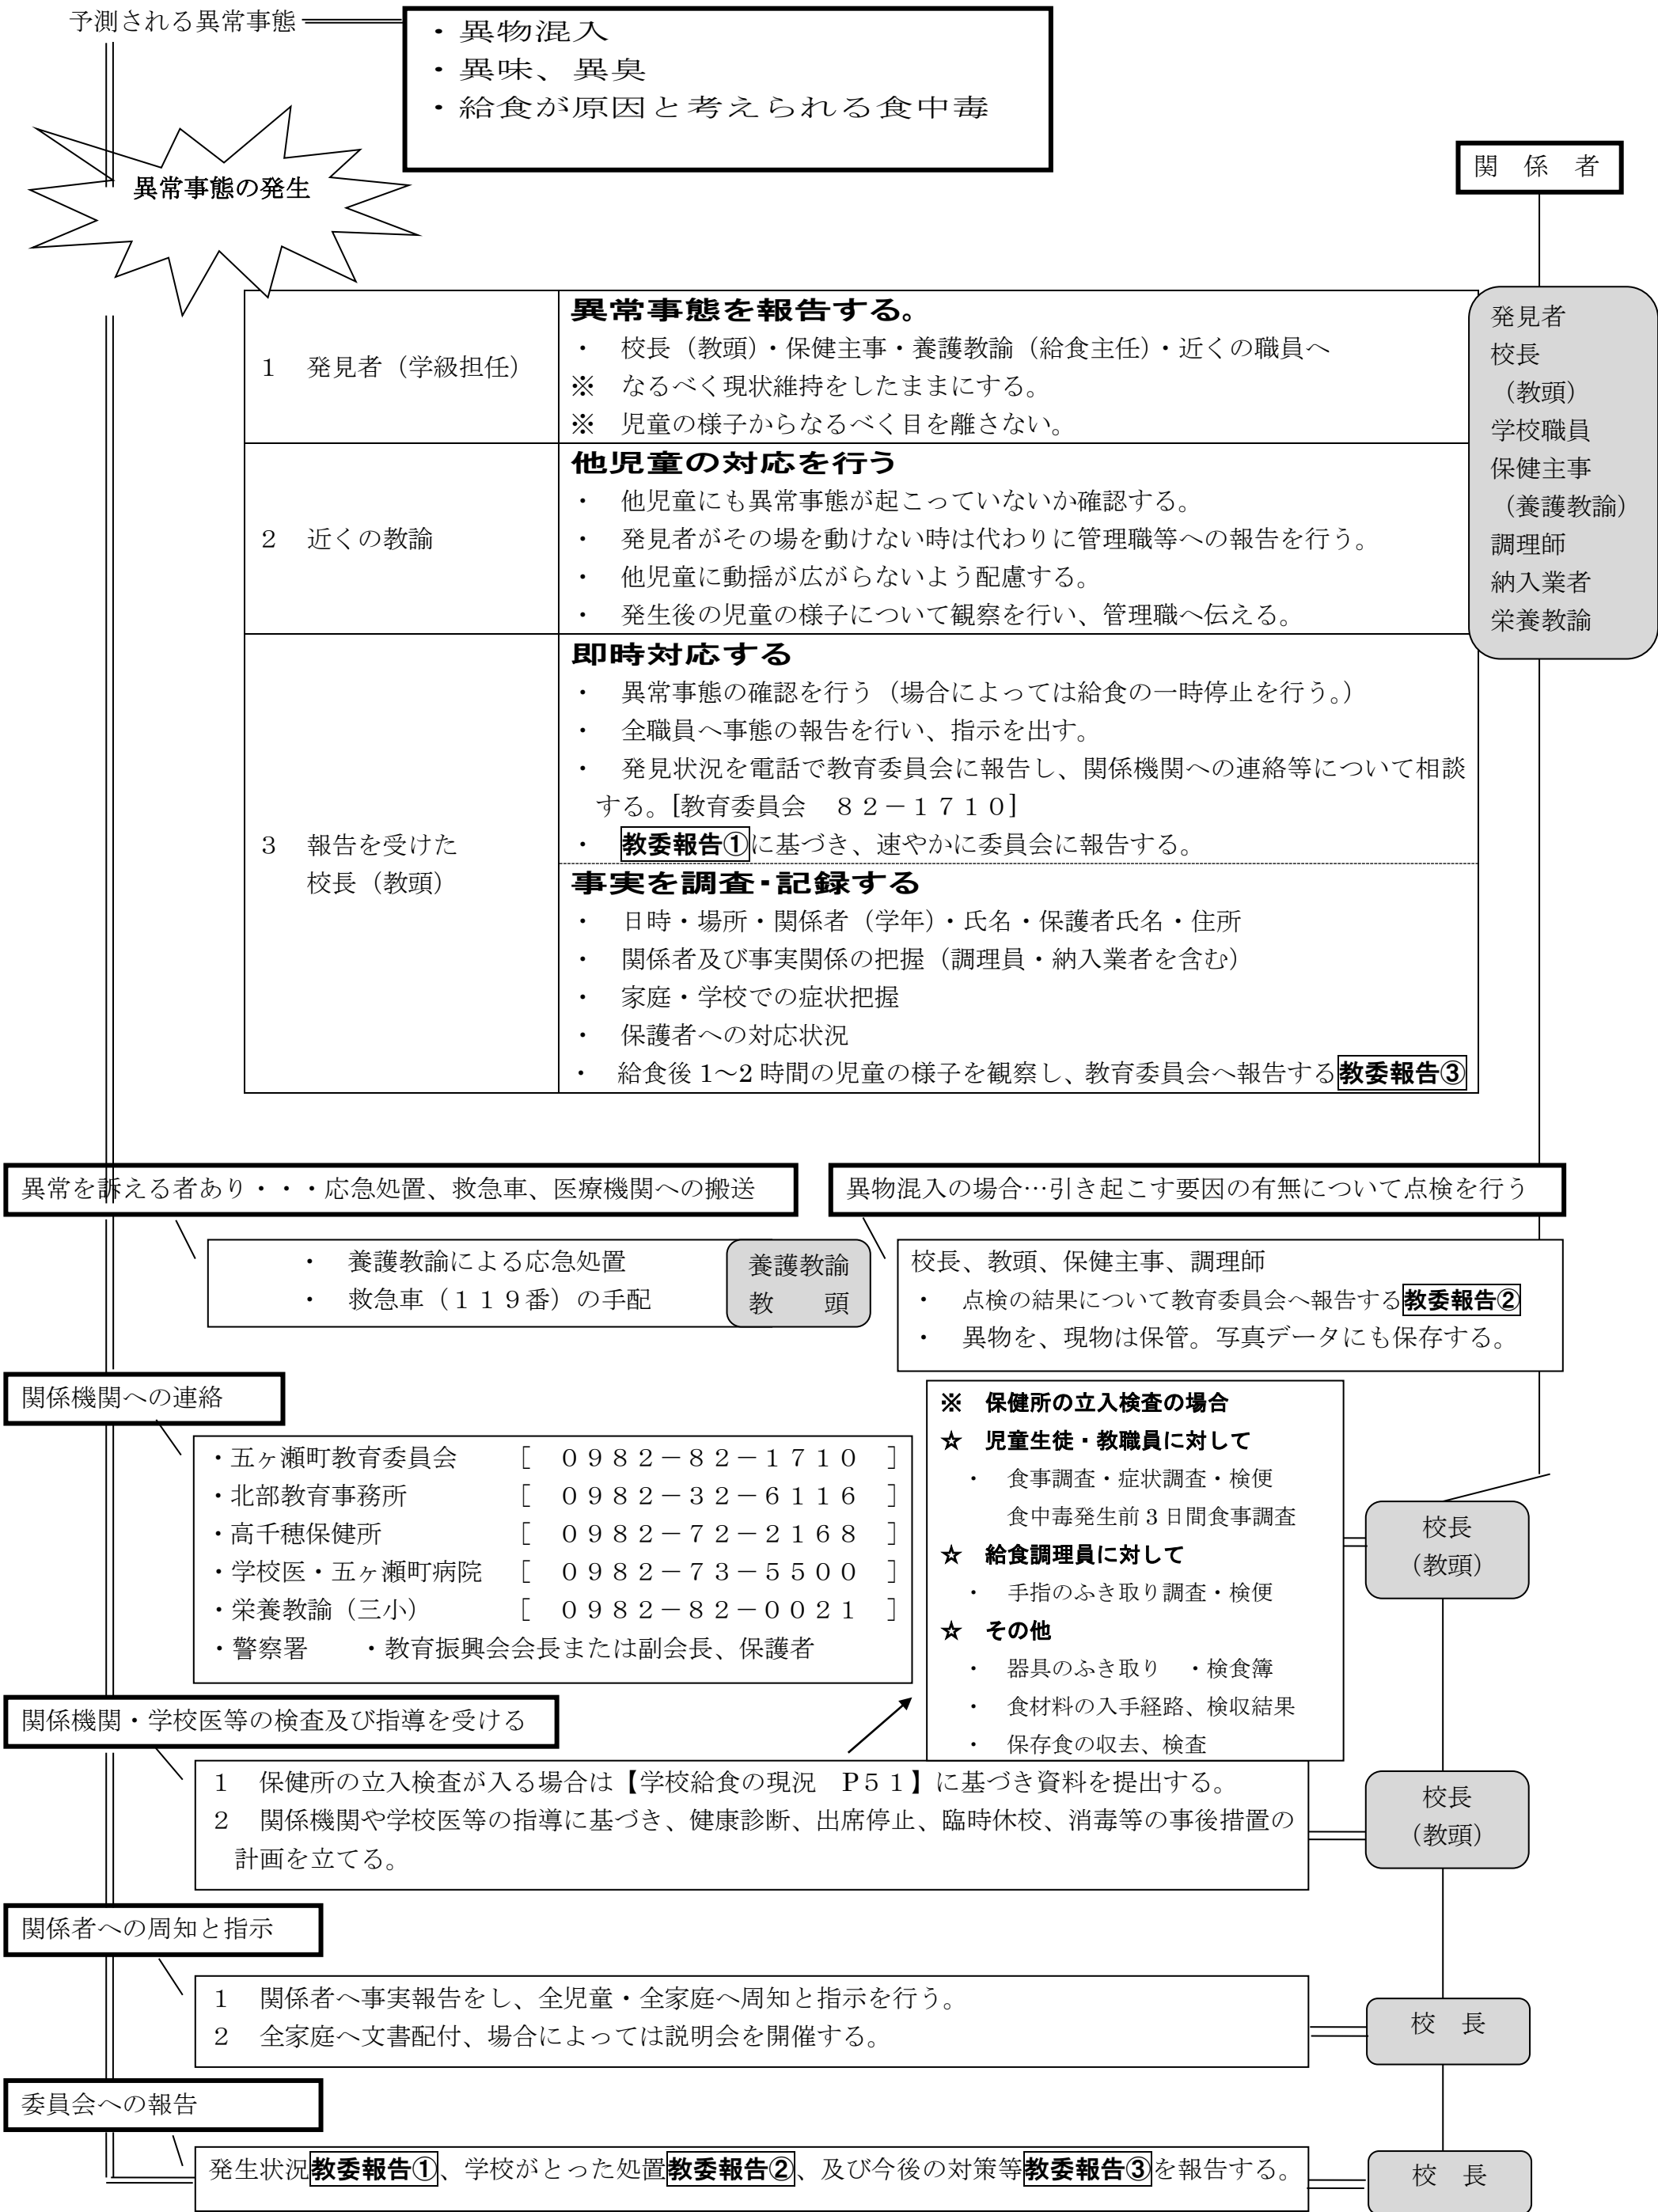 予測される異常事態
・異物混入
・異味、異臭
・給食が原因と考えられる食中毒
異常事態の発生
関　係　者
発見者
校長
（教頭）
学校職員
保健主事
（養護教諭）
調理師
納入業者
栄養教諭
1　発見者（学級担任）
異常事態を報告する。
・　校長（教頭）・保健主事・養護教諭（給食主任）・近くの職員へ
※　なるべく現状維持をしたままにする。
※　児童の様子からなるべく目を離さない。
2　近くの教諭
他児童の対応を行う
・　他児童にも異常事態が起こっていないか確認する。
・　発見者がその場を動けない時は代わりに管理職等への報告を行う。
・　他児童に動揺が広がらないよう配慮する。
・　発生後の児童の様子について観察を行い、管理職へ伝える。
3　報告を受けた
校長（教頭）
即時対応する
・　異常事態の確認を行う（場合によっては給食の一時停止を行う。）
・　全職員へ事態の報告を行い、指示を出す。
・　発見状況を電話で教育委員会に報告し、関係機関への連絡等について相談
する。[教育委員会　８２－１７１０]
・　教委報告①に基づき、速やかに委員会に報告する。
事実を調査・記録する
・　日時・場所・関係者（学年）・氏名・保護者氏名・住所
・　関係者及び事実関係の把握（調理員・納入業者を含む）
・　家庭・学校での症状把握
・　保護者への対応状況
・　給食後 1～2 時間の児童の様子を観察し、教育委員会へ報告する教委報告③
異常を訴える者あり・・・応急処置、救急車、医療機関への搬送
・　養護教諭による応急処置
・　救急車（１１９番）の手配
養護教諭
教　　頭
異物混入の場合…引き起こす要因の有無について点検を行う
校長、教頭、保健主事、調理師
・　点検の結果について教育委員会へ報告する教委報告②
・　異物を、現物は保管。写真データにも保存する。
関係機関への連絡
・五ヶ瀬町教育委員会　　［　０９８２－８２－１７１０　］
・北部教育事務所　　　　［　０９８２－３２－６１１６　］
・高千穂保健所　　　　　［　０９８２－７２－２１６８　］
・学校医・五ヶ瀬町病院　［　０９８２－７３－５５００　］
・栄養教諭（三小）　　　［　０９８２－８２－００２１　］
・警察署　　・教育振興会会長または副会長、保護者
※　保健所の立入検査の場合
☆　児童生徒・教職員に対して
・　食事調査・症状調査・検便
食中毒発生前３日間食事調査
☆　給食調理員に対して
・　手指のふき取り調査・検便
☆　その他
・　器具のふき取り　・検食簿
・　食材料の入手経路、検収結果
・　保存食の収去、検査
校長
（教頭）
関係機関・学校医等の検査及び指導を受ける
1　保健所の立入検査が入る場合は【学校給食の現況　Ｐ５１】に基づき資料を提出する。
2　関係機関や学校医等の指導に基づき、健康診断、出席停止、臨時休校、消毒等の事後措置の
計画を立てる。
校長
（教頭）
関係者への周知と指示
1　関係者へ事実報告をし、全児童・全家庭へ周知と指示を行う。
2　全家庭へ文書配付、場合によっては説明会を開催する。
校　長
委員会への報告
発生状況教委報告①、学校がとった処置教委報告②、及び今後の対策等教委報告③を報告する。
校　長